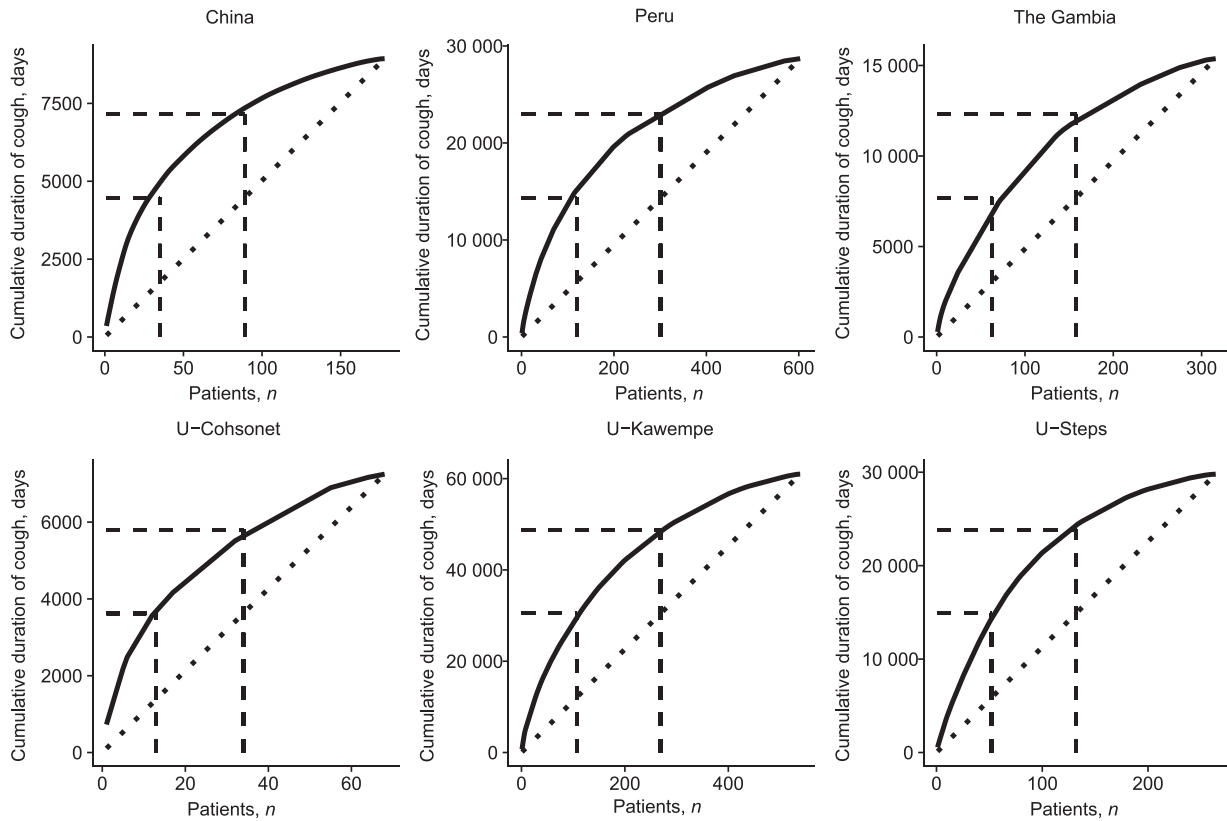 China
Cumulative duration of cough, days
7500
5000
2500
0
0 50 100 150
Patients, n
Peru
Cumulative duration of cough, days
30 000
20 000
10 000
0
0 200 400 600
Patients, n
The Gambia
Cumulative duration of cough, days
15 000
10 000
5000
0
0 100 200 300
Patients, n
U−Cohsonet
Cumulative duration of cough, days
6000
4000
2000
0
0 20 40 60
Patients, n
U−Kawempe
Cumulative duration of cough, days
60 000
40 000
20 000
0
0 200 400
Patients, n
U−Steps
Cumulative duration of cough, days
30 000
20 000
10 000
0
0 100 200
Patients, n